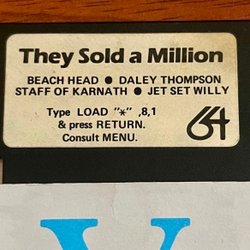 They Sold a Million
BEACH HEAD ● DALEY THOMPSON
STAFF OF KARNATH ● JET SET WILLY
Type LOAD "*" ,8,1
& press RETURN.
Consult MENU.
64
V